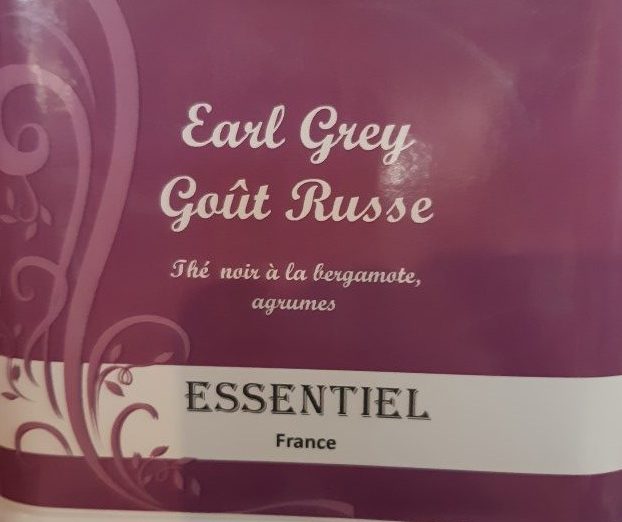 Earl Grey
Goût Russe
Thé noir à la bergamote,
agrumes
ESSENTIEL
France